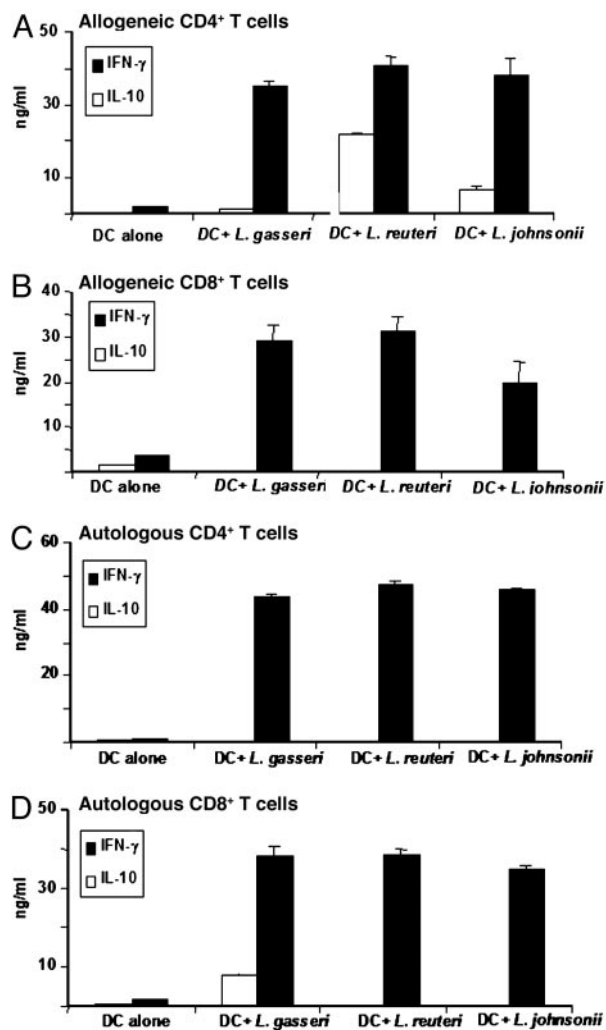 A Allogeneic CD4+ T cells
50
IFN-γ
IL-10
30
ng/ml
10
DC alone DC+ L. gasseri DC+ L. reuteri DC+ L. johnsonii
B Allogeneic CD8+ T cells
40
IFN-γ
IL-10
30
ng/ml
20
10
DC alone DC+ L. gasseri DC+ L. reuteri DC+ L. iohnsonii
C Autologous CD4+ T cells
60
IFN-γ
IL-10
40
ng/ml
20
DC alone DC+ L. gasseri DC+ L. reuteri DC+ L. johnsonii
D Autologous CD8+ T cells
50
IFN-γ
IL-10
30
ng/ml
10
DC alone DC+ L. gasseri DC+ L. reuteri DC+ L. johnsonii